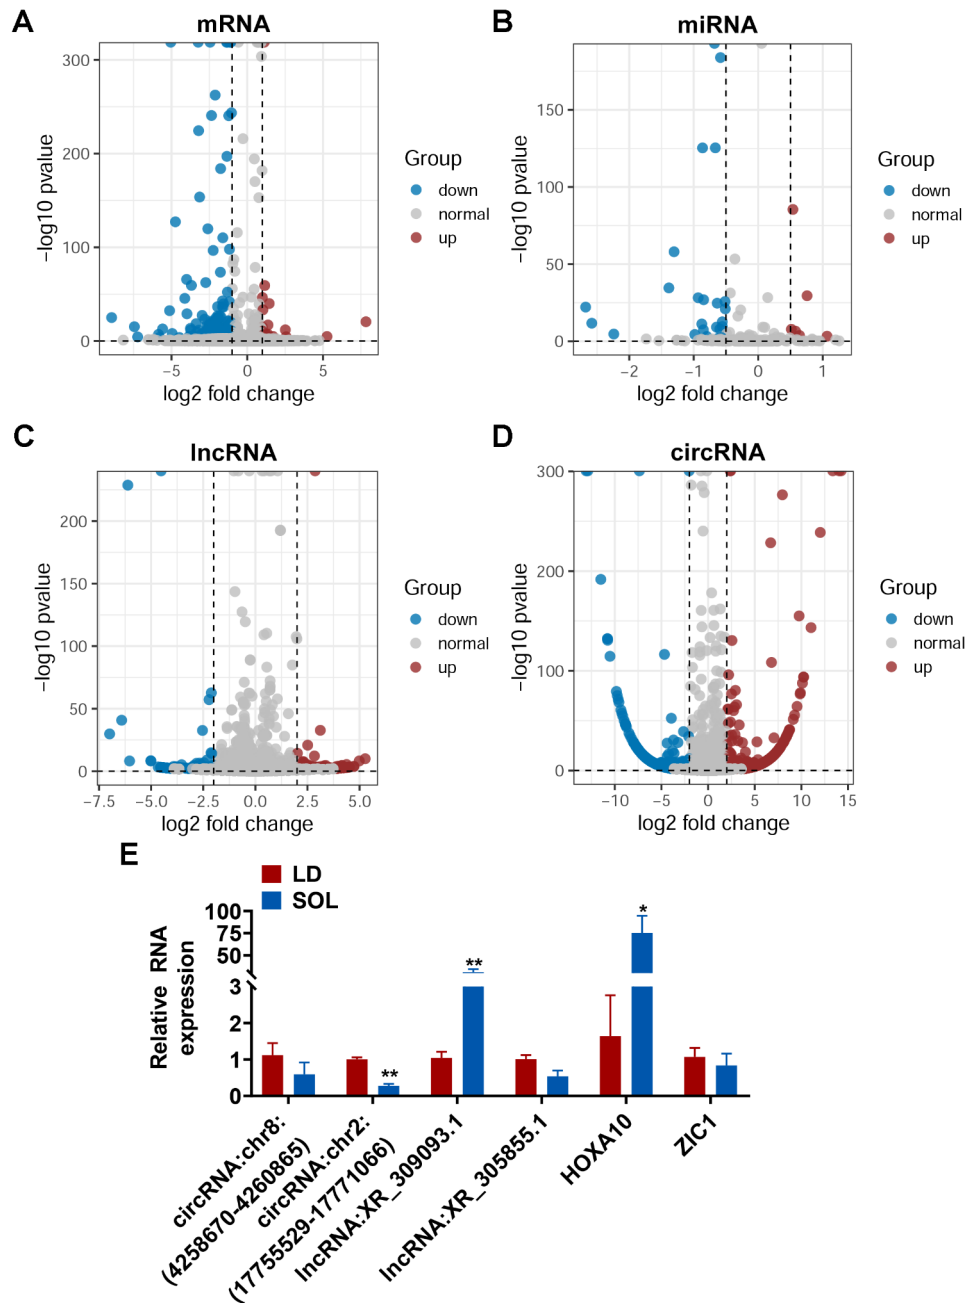 A
mRNA
300
200
100
0
−log10 pvalue
−5
0
5
log2 fold change
Group
down
normal
up
B
miRNA
150
100
50
0
−log10 pvalue
−2
−1
0
1
log2 fold change
Group
down
normal
up
C
lncRNA
200
150
100
50
0
−log10 pvalue
−7.5
−5.0
−2.5
0.0
2.5
5.0
log2 fold change
Group
down
normal
up
D
circRNA
300
200
100
0
−log10 pvalue
−10
−5
0
5
10
15
log2 fold change
Group
down
normal
up
E
LD
SOL
Relative RNA
expression
100
75
50
3
2
1
0
**
**
*
circRNA:chr8:
(4258670-4260865)
circRNA:chr2:
(17755529-17771066)
lncRNA:XR_309093.1
lncRNA:XR_305855.1
HOXA10
ZIC1